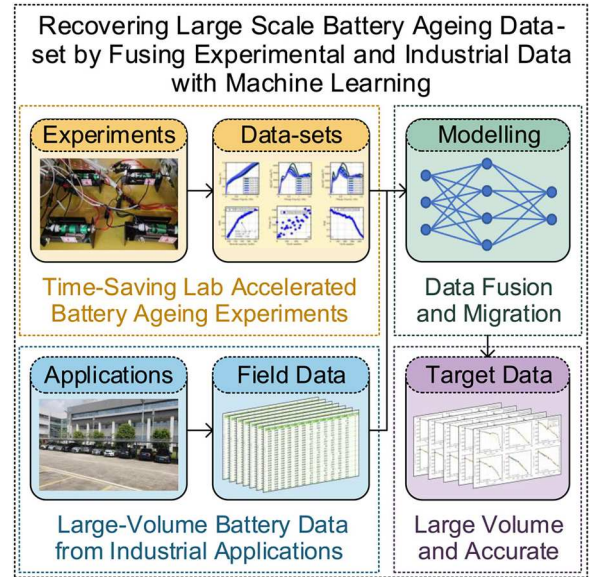 Recovering Large Scale Battery Ageing Data-
set by Fusing Experimental and Industrial Data
with Machine Learning
Experiments
Data-sets
Modelling
Time-Saving Lab Accelerated
Battery Ageing Experiments
Data Fusion
and Migration
Applications
Field Data
Target Data
Large-Volume Battery Data
from Industrial Applications
Large Volume
and Accurate